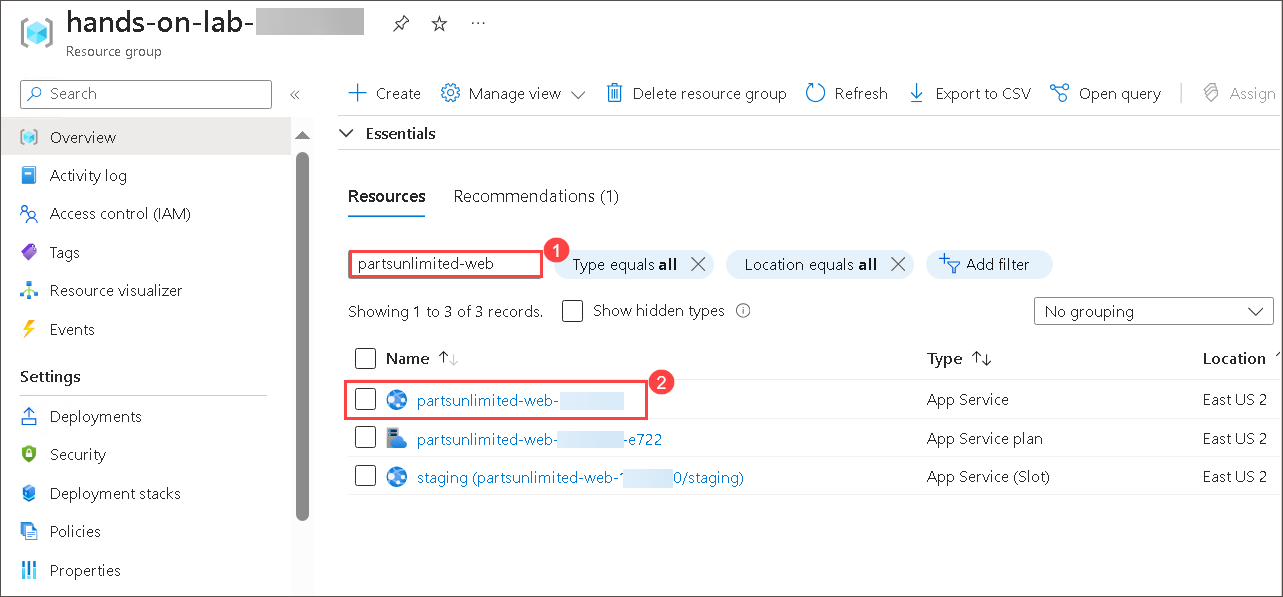 hands-on-lab-
Resource group
Search
Create
Manage view
Delete resource group
Refresh
Export to CSV
Open query
Assign
Overview
Activity log
Access control (IAM)
Tags
Resource visualizer
Events
Settings
Deployments
Security
Deployment stacks
Policies
Properties
Essentials
Resources Recommendations (1)
partsunlimited-web 1 Type equals all Location equals all Add filter
Showing 1 to 3 of 3 records. Show hidden types No grouping
Name Type Location
2
partsunlimited-web- App Service East US 2
partsunlimited-web- -e722 App Service plan East US 2
staging (partsunlimited-web-1 0/staging) App Service (Slot) East US 2